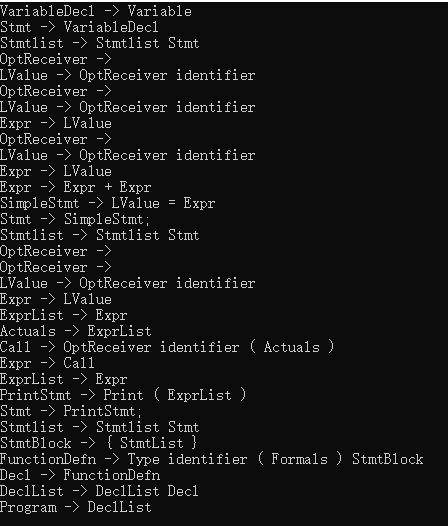 VariableDecl -> Variable
Stmt -> VariableDecl
Stmtlist -> Stmtlist Stmt
OptReceiver ->
LValue -> OptReceiver identifier
OptReceiver ->
LValue -> OptReceiver identifier
Expr -> LValue
OptReceiver ->
LValue -> OptReceiver identifier
Expr -> LValue
Expr -> Expr + Expr
SimpleStmt -> LValue = Expr
Stmt -> SimpleStmt;
Stmtlist -> Stmtlist Stmt
OptReceiver ->
OptReceiver ->
LValue -> OptReceiver identifier
Expr -> LValue
ExprList -> Expr
Actuals -> ExprList
Call -> OptReceiver identifier ( Actuals )
Expr -> Call
ExprList -> Expr
PrintStmt -> Print ( ExprList )
Stmt -> PrintStmt;
Stmtlist -> Stmtlist Stmt
StmtBlock -> { StmtList }
FunctionDefn -> Type identifier ( Formals ) StmtBlock
Decl -> FunctionDefn
DeclList -> DeclList Decl
Program -> DeclList